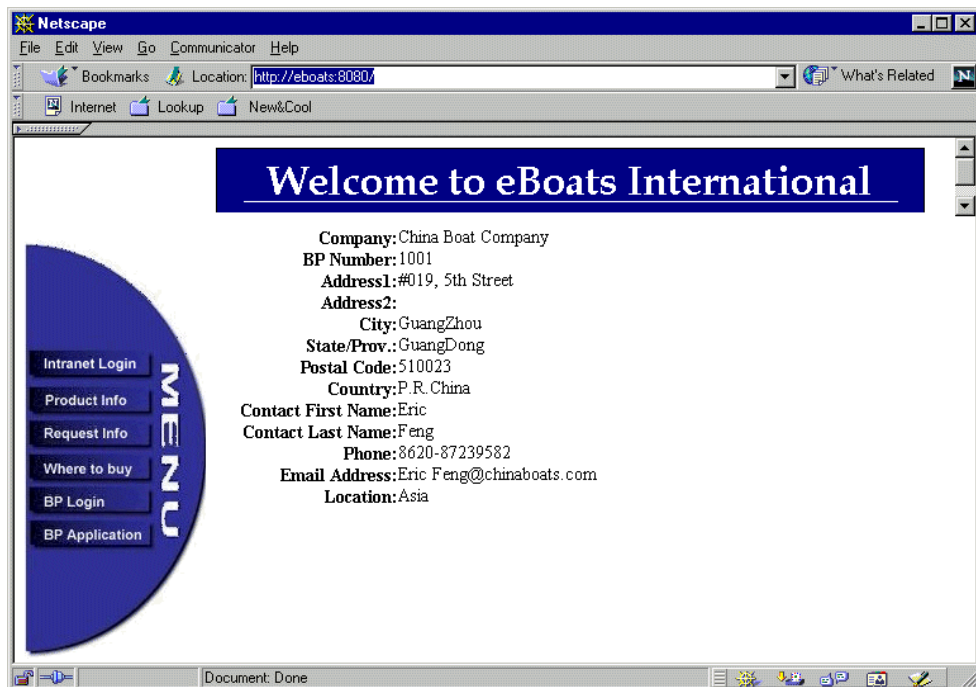 Netscape
File Edit View Go Communicator Help
Bookmarks Location: http://eboats:8080/ What's Related N
Internet Lookup New&Cool
Welcome to eBoats International
Company: China Boat Company
BP Number: 1001
Address1: #019, 5th Street
Address2:
City: GuangZhou
State/Prov.: GuangDong
Postal Code: 510023
Country: P.R.China
Contact First Name: Eric
Contact Last Name: Feng
Phone: 8620-87239582
Email Address: Eric Feng@chinaboats.com
Location: Asia
MENU
Intranet Login
Product Info
Request Info
Where to buy
BP Login
BP Application
Document: Done